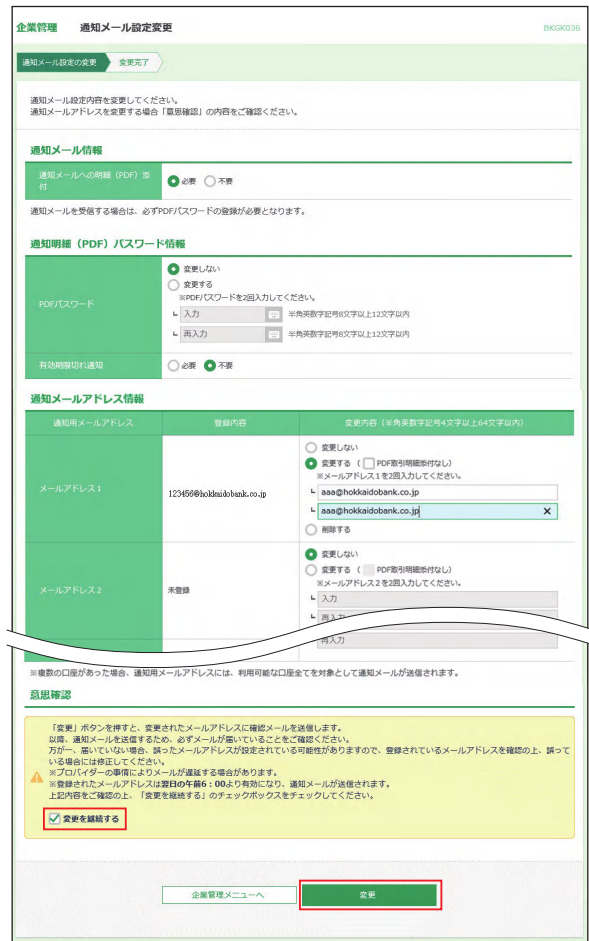 企業管理 通知メール設定変更 BKGK036
通知メール設定の変更 変更完了
通知メール設定内容を変更してください。
通知メールアドレスを変更する場合「意思確認」の内容をご確認ください。
通知メール情報
通知メールへの明細（PDF）添
付
必要 不要
通知メールを受信する場合は、必ずPDFパスワードの登録が必要となります。
通知明細（PDF）パスワード情報
PDFパスワード
変更しない
変更する
※PDFパスワードを2回入力してください。
入力 半角英数字記号8文字以上12文字以内
再入力 半角英数字記号8文字以上12文字以内
有効期限切れ通知 必要 不要
通知メールアドレス情報
通知用メールアドレス 登録内容 変更内容（半角英数字記号4文字以上64文字以内）
メールアドレス1
123456@hokkaidobank.co.jp
変更しない
変更する （ PDF取引明細添付なし）
※メールアドレス１を2回入力してください。
aaa@hokkaidobank.co.jp
aaa@hokkaidobank.co.jp
削除する
メールアドレス2
未登録
変更しない
変更する （ PDF取引明細添付なし）
※メールアドレス２を2回入力してください。
入力
再入力
再入力
※複数の口座があった場合、通知用メールアドレスには、利用可能な口座全てを対象として通知メールが送信されます。
意思確認
「変更」ボタンを押すと、変更されたメールアドレスに確認メールを送信します。
以降、通知メールを送信するため、必ずメールが届いていることをご確認ください。
万が一、届いていない場合、誤ったメールアドレスが設定されている可能性がありますので、登録されているメールアドレスを確認の上、誤って
いる場合には修正してください。
※プロバイダーの事情によりメールが遅延する場合があります。
※登録されたメールアドレスは翌日の午前6：00より有効になり、通知メールが送信されます。
上記内容をご確認の上、「変更を継続する」のチェックボックスをチェックしてください。
変更を継続する
企業管理メニューへ 変更